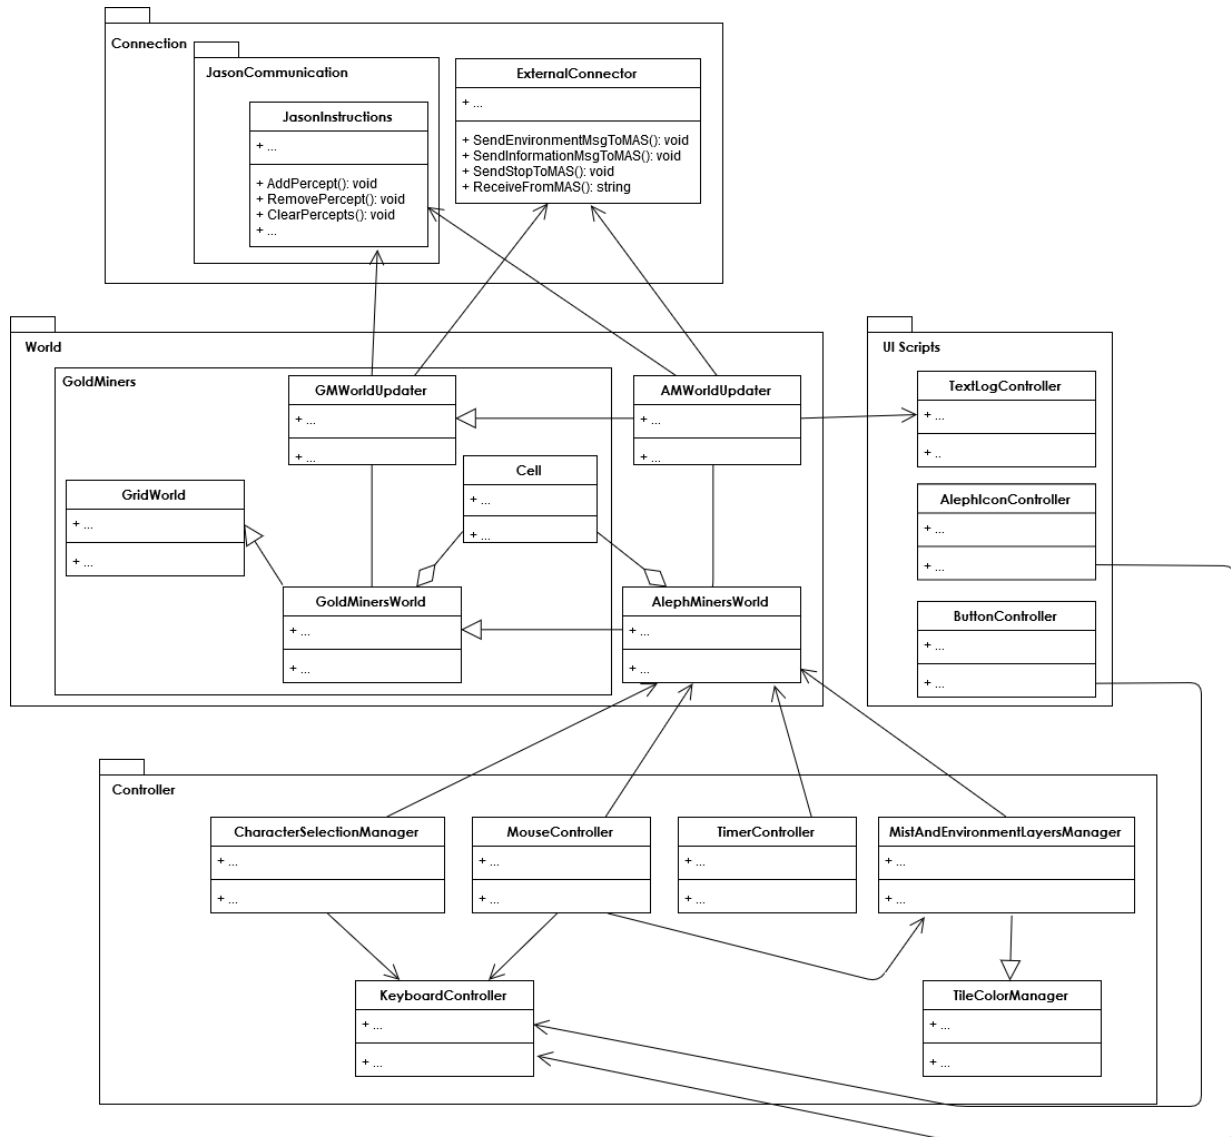 Connection
JasonCommunication
JasonInstructions
+ ...
+ AddPercept(): void
+ RemovePercept(): void
+ ClearPercepts(): void
+ ...
ExternalConnector
+ ...
+ SendEnvironmentMsgToMAS(): void
+ SendInformationMsgToMAS(): void
+ SendStopToMAS(): void
+ ReceiveFromMAS(): string
World
GoldMiners
GMWorldUpdater
+ ...
+ ...
AMWorldUpdater
+ ...
+ ...
Cell
+ ...
+ ...
GridWorld
+ ...
+ ...
GoldMinersWorld
+ ...
+ ...
AlephMinersWorld
+ ...
+ ...
UI Scripts
TextLogController
+ ...
+ ..
AlephIconController
+ ...
+ ...
ButtonController
+ ...
+ ...
Controller
CharacterSelectionManager
+ ...
+ ...
MouseController
+ ...
+ ...
TimerController
+ ...
+ ...
MistAndEnvironmentLayersManager
+ ...
+ ...
KeyboardController
+ ...
+ ...
TileColorManager
+ ...
+ ...